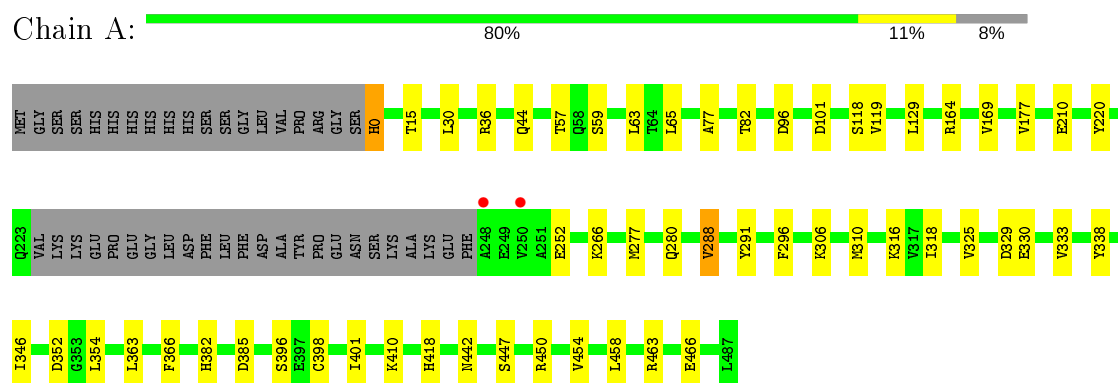 Chain A:
80% 11% 8%
MET GLY SER SER HIS HIS HIS HIS HIS HIS SER SER GLY LEU VAL PRO ARG GLY SER H0 T15 L30 R36 Q44 T57 Q58 S59 L63 T64 L65 A77 T82 D96 D101 S118 V119 L129 R164 V169 V177 E210 Y220
Q223 VAL LYS LYS GLU PRO GLU GLY LEU ASP PHE LEU PHE ASP ALA TYR PRO GLU ASN SER LYS ALA LYS GLU PHE A248 E249 V250 A251 E252 K266 M277 Q280 V288 Y291 F296 K306 M310 K316 V317 I318 V325 D329 E330 V333 Y338
I346 D352 G353 L354 L363 F366 H382 D385 S396 E397 C398 I401 K410 H418 N442 S447 R450 V454 L458 R463 E466 L487